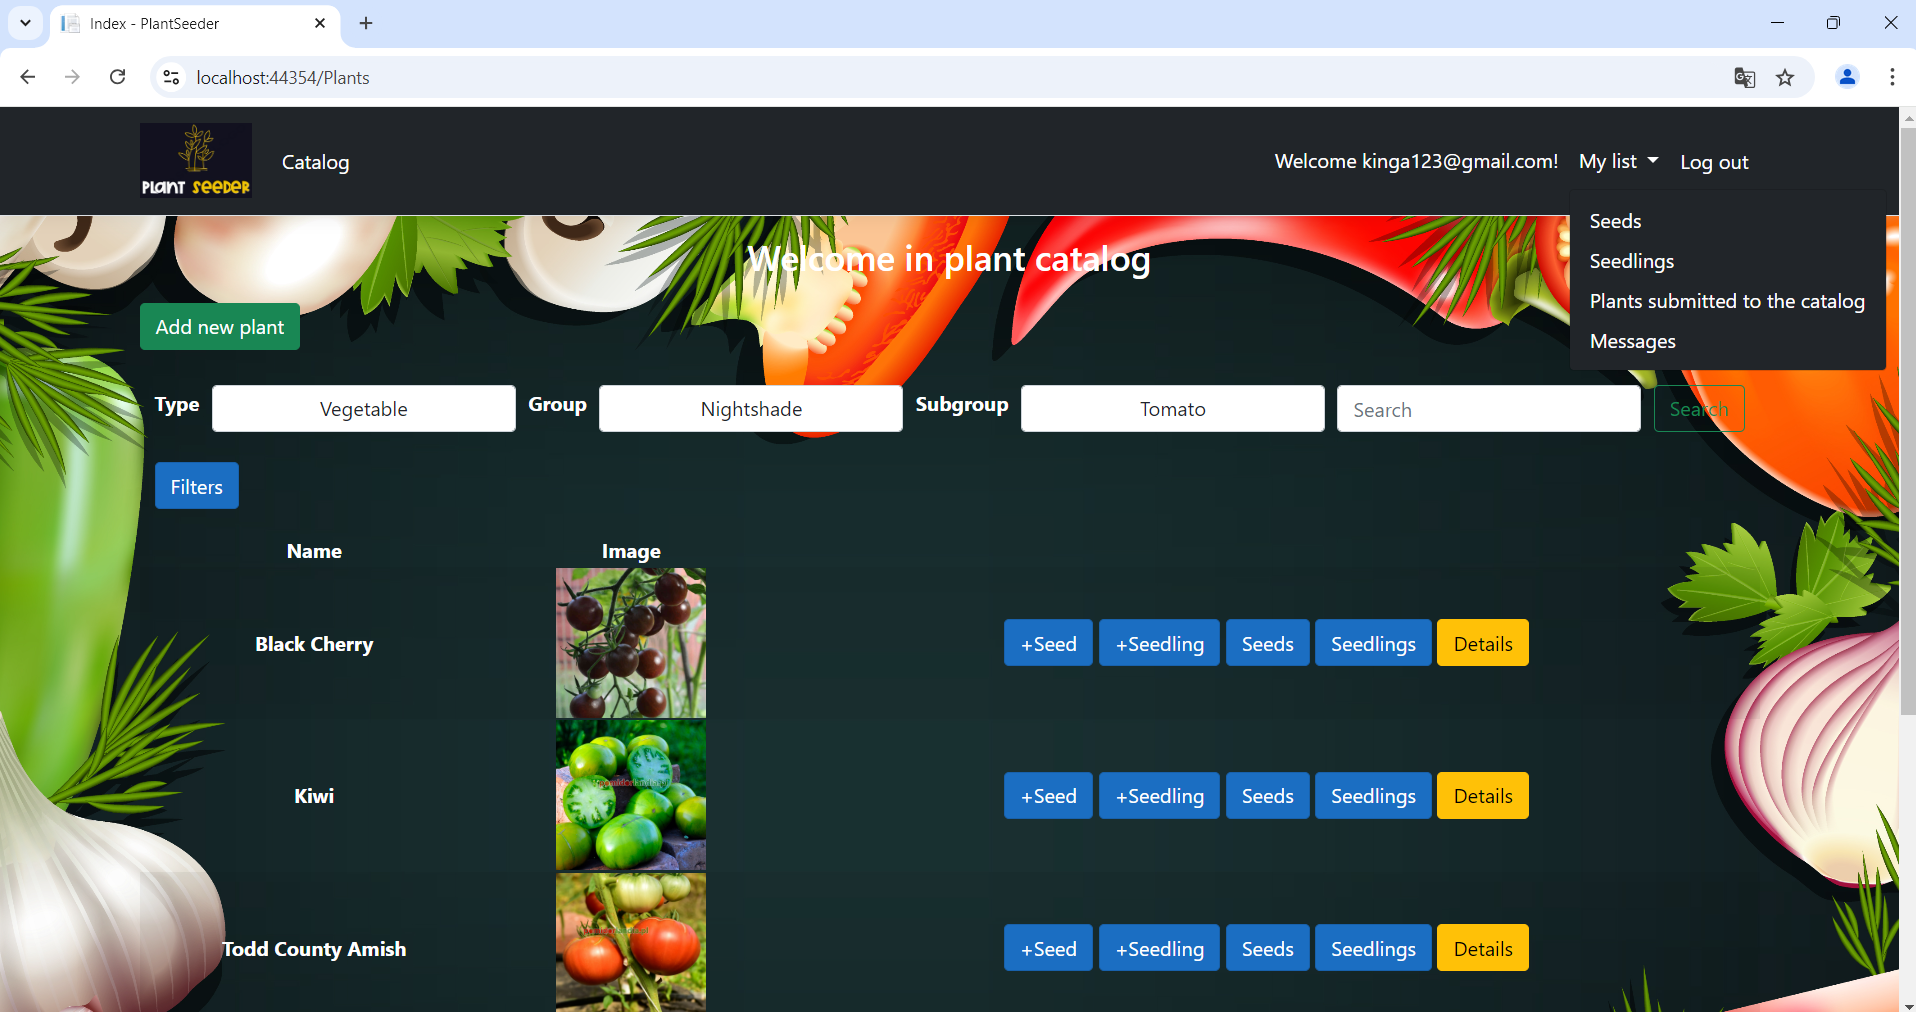 Index - PlantSeeder
localhost:44354/Plants
PLANT SEEDER
Catalog
Welcome kinga123@gmail.com!
My list
Log out
Seeds
Seedlings
Plants submitted to the catalog
Messages
Welcome in plant catalog
Add new plant
Type Vegetable Group Nightshade Subgroup Tomato Search Search
Filters
Name Image
Black Cherry +Seed +Seedling Seeds Seedlings Details
Kiwi +Seed +Seedling Seeds Seedlings Details
Todd County Amish +Seed +Seedling Seeds Seedlings Details